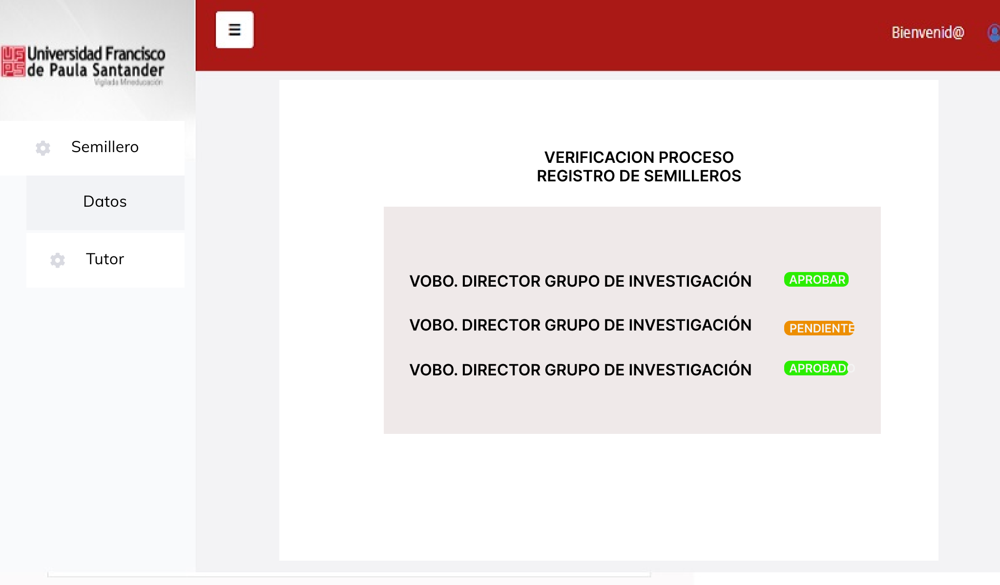 Universidad Francisco
de Paula Santander
Vigilada Mineducación
Bienvenid@
Semillero
Datos
Tutor
VERIFICACION PROCESO
REGISTRO DE SEMILLEROS
VOBO. DIRECTOR GRUPO DE INVESTIGACIÓN APROBAR
VOBO. DIRECTOR GRUPO DE INVESTIGACIÓN PENDIENTE
VOBO. DIRECTOR GRUPO DE INVESTIGACIÓN APROBADO